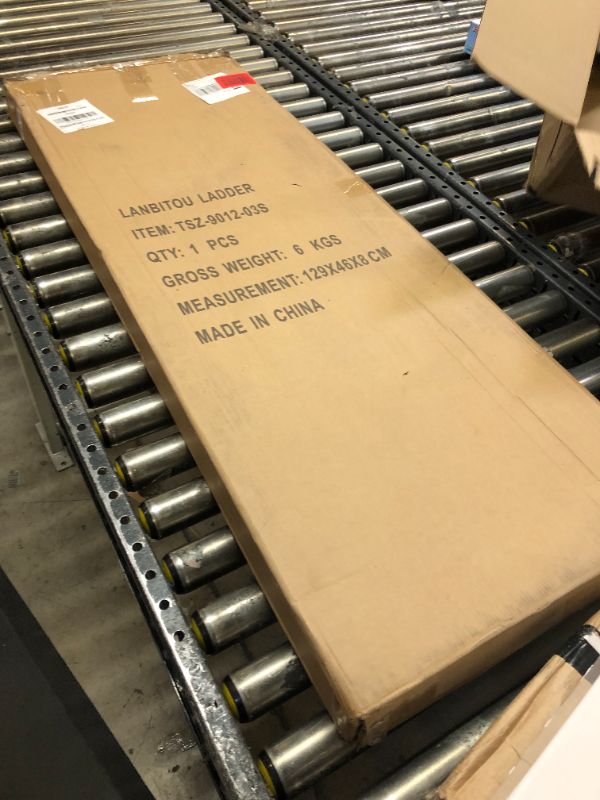 LANBITOU LADDER
ITEM: TSZ-9012-03S
QTY: 1 PCS
GROSS WEIGHT: 6 KGS
MEASUREMENT: 129X46X8 CM
MADE IN CHINA